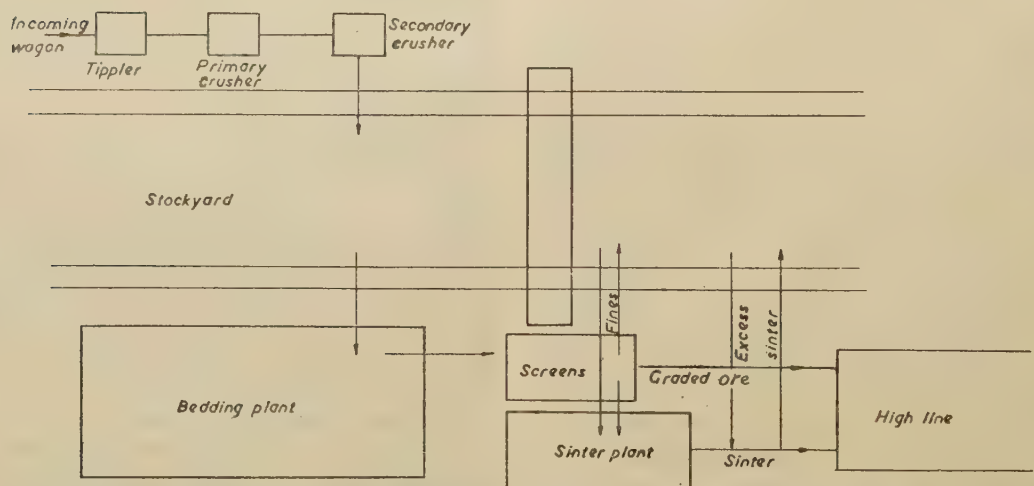 Incoming
wagon
Tippler
Primary
crusher
Secondary
crusher
Stockyard
Fines
Excess
sinter
Screens
Graded ore
Bedding plant
Sinter plant
Sinter
High line